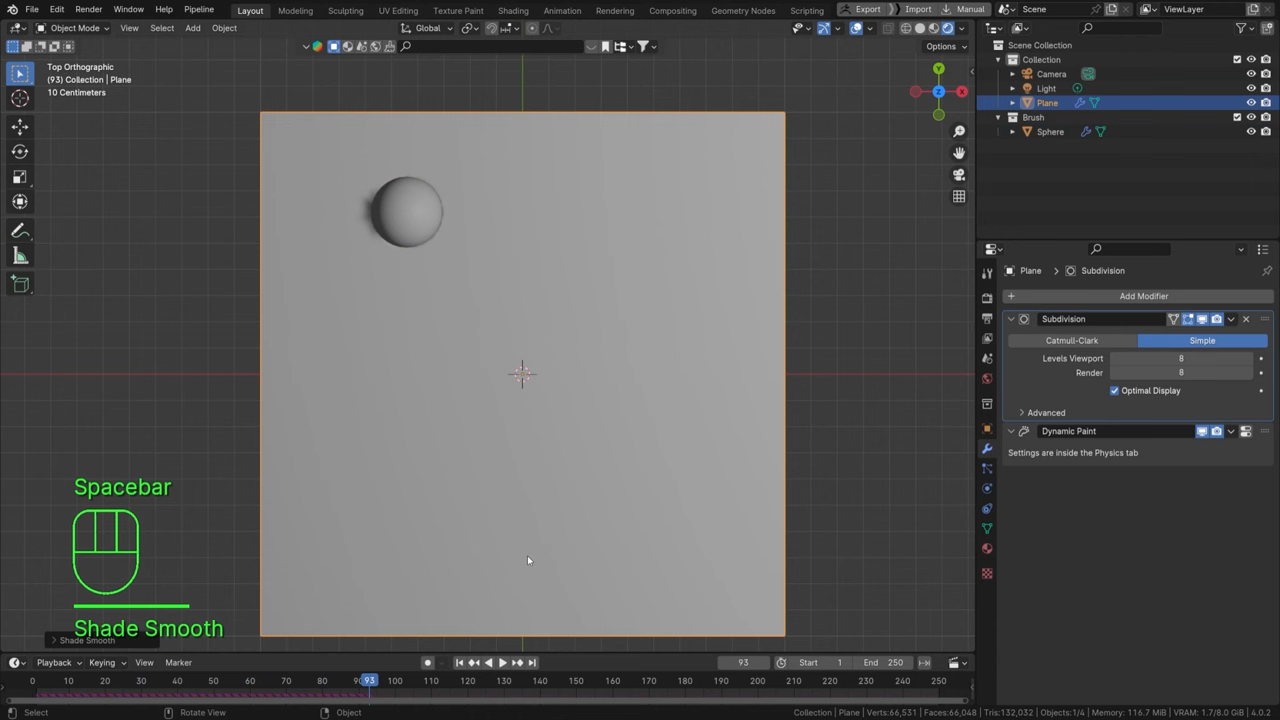 File Edit Render Window Help Pipeline Layout Modeling Sculpting UV Editing Texture Paint Shading Animation Rendering Compositing Geometry Nodes Scripting Export Import Scene ViewLayer
Object Mode View Select Add Object Global
Options
Top Orthographic
(93) Collection | Plane
10 Centimeters
Y
X
Z
Scene Collection
Collection
Camera
Light
Plane
Brush
Sphere
Plane Subdivision
Add Modifier
Subdivision
Catmull-Clark Simple
Levels Viewport 8
Render 8
Optimal Display
Advanced
Dynamic Paint
Settings are inside the Physics tab
Spacebar
Shade Smooth
Shade Smooth
Playback Keying View Marker 93 Start 1 End 250
0 10 20 30 40 50 60 70 80 90 93 100 110 120 130 140 150 160 170 180 190 200 210 220 230 240 250
Select Rotate View Object Collection | Plane | Verts:66,531 | Faces:66,048 | Tris:132,032 | Objects:1/4 | Memory: 116.7 MiB | VRAM: 1.7/8.0 GiB | 4.0.2